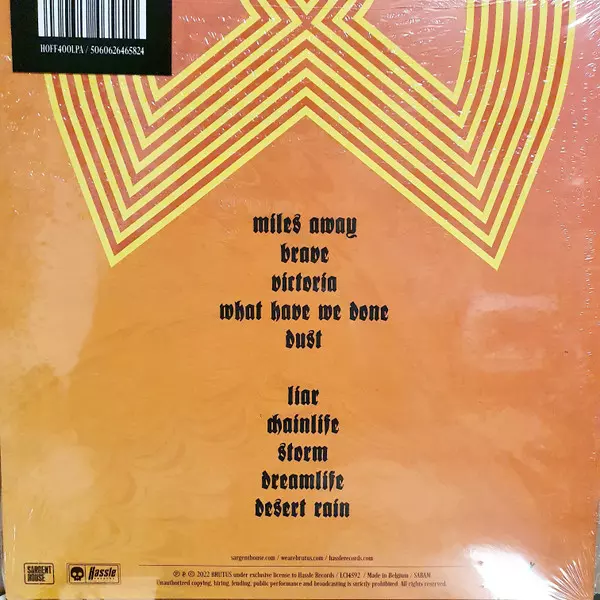 HOFF400LPA / 5060626465824
miles away
brave
victoria
what have we done
dust
liar
chainlife
storm
dreamlife
desert rain
sargenthouse.com / wearebrutus.com / hasslerecords.com
SARGENT
HOUSE
Hassle
RECORDS
℗ & © 2022 BRUTUS under exclusive license to Hassle Records / LC14592 / Made in Belgium / SABAM
Unauthorized copying, hiring, lending, public performance and broadcasting is strictly prohibited. All rights reserved.